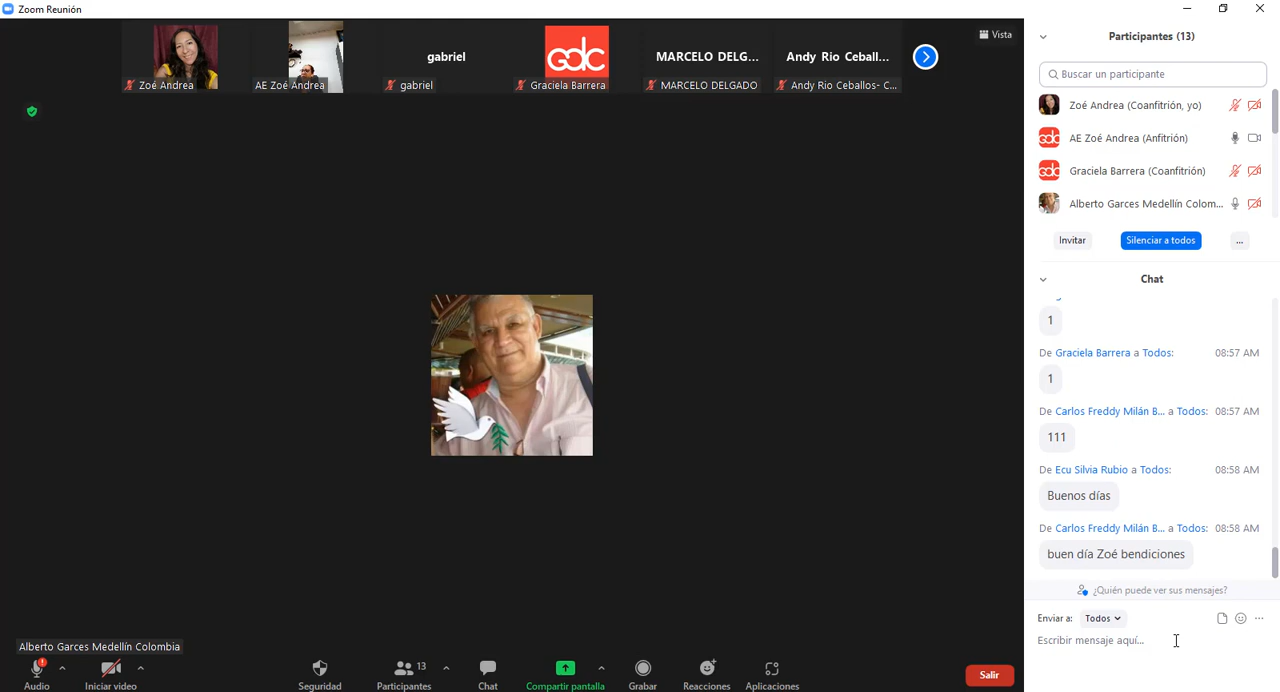 Zoom Reunión
Zoé Andrea
AE Zoé Andrea
gabriel
gabriel
GDC
Graciela Barrera
MARCELO DELG...
MARCELO DELGADO
Andy Rio Ceball...
Andy Rio Ceballos- C...
Vista
Alberto Garces Medellín Colombia
Audio
Iniciar video
Seguridad
13
Participantes
Chat
Compartir pantalla
Grabar
Reacciones
Aplicaciones
Salir
Participantes (13)
Buscar un participante
Zoé Andrea (Coanfitrión, yo)
GDC
AE Zoé Andrea (Anfitrión)
GDC
Graciela Barrera (Coanfitrión)
Alberto Garces Medellín Colom...
Invitar
Silenciar a todos
...
Chat
1
De Graciela Barrera a Todos: 08:57 AM
1
De Carlos Freddy Milán B... a Todos: 08:57 AM
111
De Ecu Silvia Rubio a Todos: 08:58 AM
Buenos días
De Carlos Freddy Milán B... a Todos: 08:58 AM
buen día Zoé bendiciones
¿Quién puede ver sus mensajes?
Enviar a: Todos
Escribir mensaje aquí...